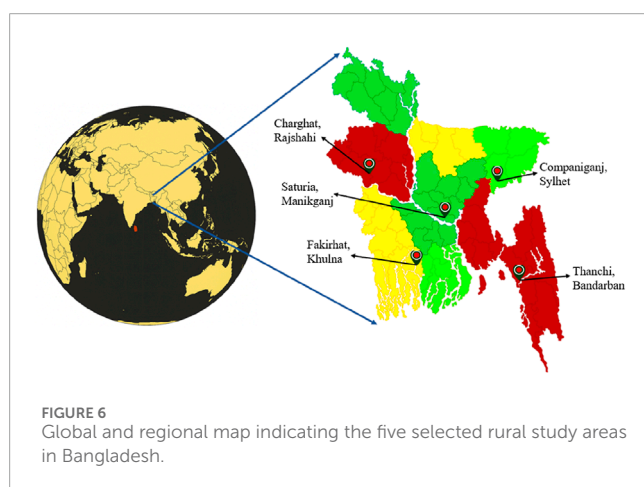 Charghat,
Rajshahi
Saturia,
Manikganj
Fakirhat,
Khulna
Companiganj,
Sylhet
Thanchi,
Bandarban
FIGURE 6
Global and regional map indicating the five selected rural study areas
in Bangladesh.